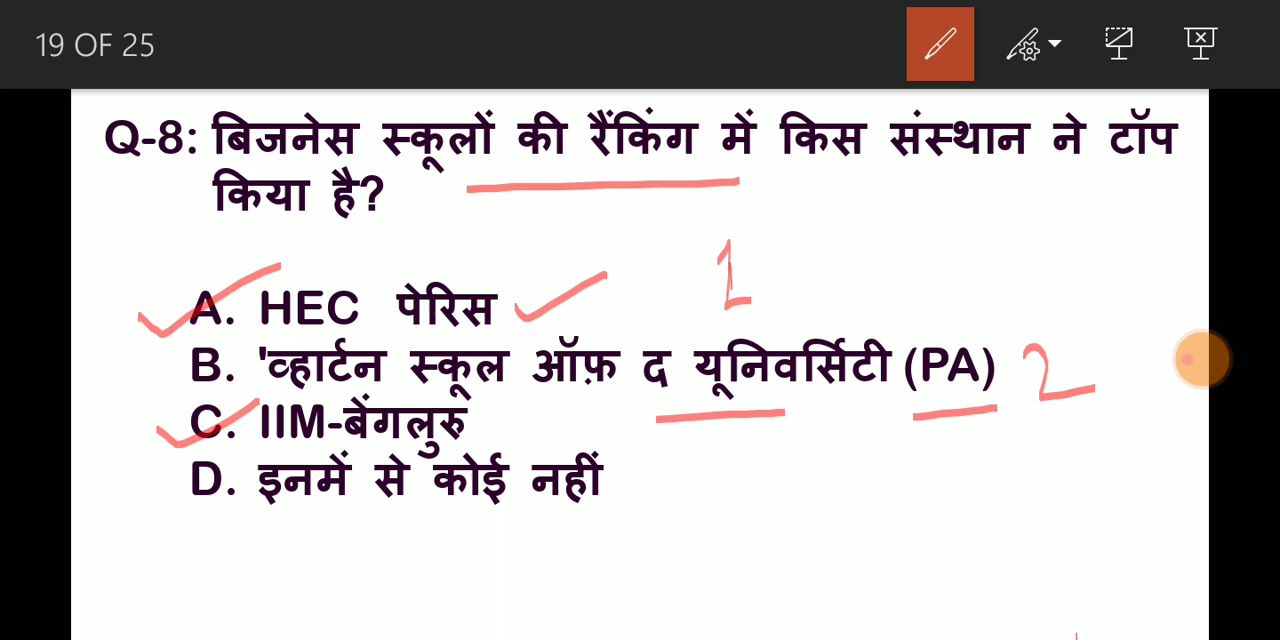 19 OF 25
Q-8: बिजनेस स्कूलों की रैंकिंग में किस संस्थान ने टॉप
किया है?
1
A. HEC पेरिस
B. 'व्हार्टन स्कूल ऑफ़ द यूनिवर्सिटी (PA) 2
C. IIM-बेंगलुरु
D. इनमें से कोई नहीं